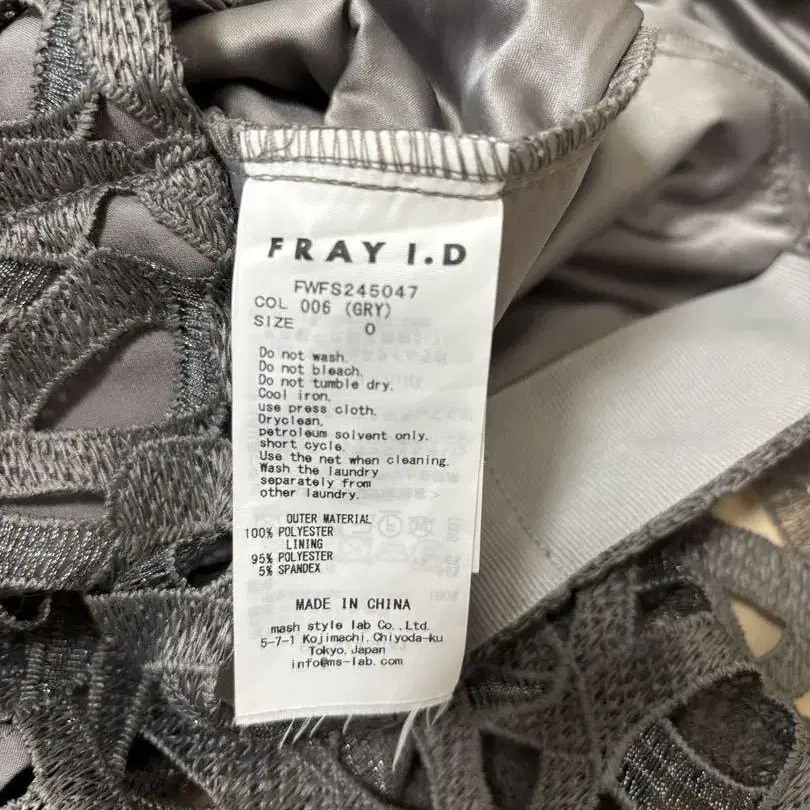 FRAY I.D
FWFS245047
COL 006 (GRY)
SIZE 0
Do not wash.
Do not bleach.
Do not tumble dry.
Cool iron.
use press cloth.
Dryclean,
petroleum solvent only.
short cycle.
Use the net when cleaning.
Wash the laundry
separately from
other laundry.
OUTER MATERIAL
100% POLYESTER
LINING
95% POLYESTER
5% SPANDEX
MADE IN CHINA
mash style lab Co.,Ltd.
5-7-1 Kojimachi,Chiyoda-ku
Tokyo,Japan
info@ms-lab.com